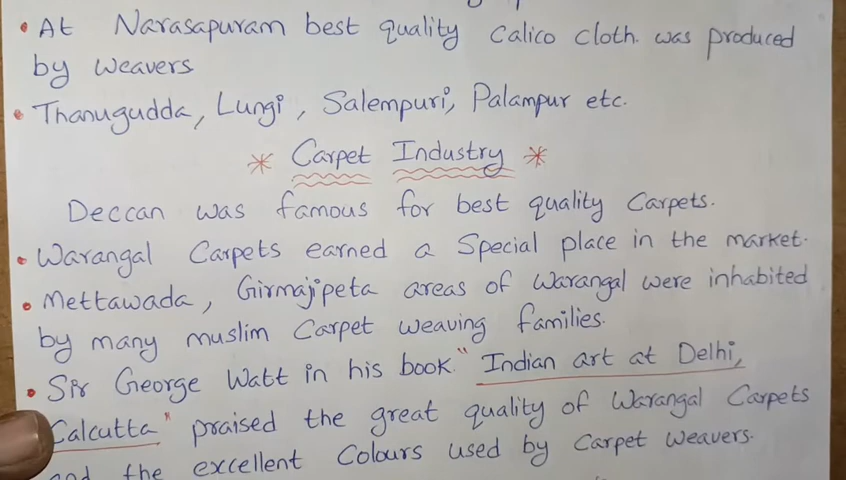 • At Narasapuram best quality Calico cloth. was produced
by weavers
• Thanugudda, Lungi, Salempuri, Palampur etc.
* Carpet Industry *
Deccan was famous for best quality Carpets.
• Warangal Carpets earned a Special place in the market.
• Mettawada, Girmajipeta areas of Warangal were inhabited
by many muslim Carpet weaving families.
• Sir George Watt in his book "Indian art at Delhi,
Calcutta" praised the great quality of Warangal Carpets
and the excellent Colours used by Carpet weavers.